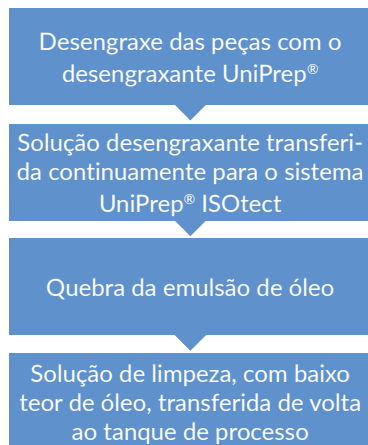 Desengraxe das peças com o
desengraxante UniPrep®
Solução desengraxante transferi-
da continuamente para o sistema
UniPrep® ISOtect
Quebra da emulsão de óleo
Solução de limpeza, com baixo
teor de óleo, transferida de volta
ao tanque de processo